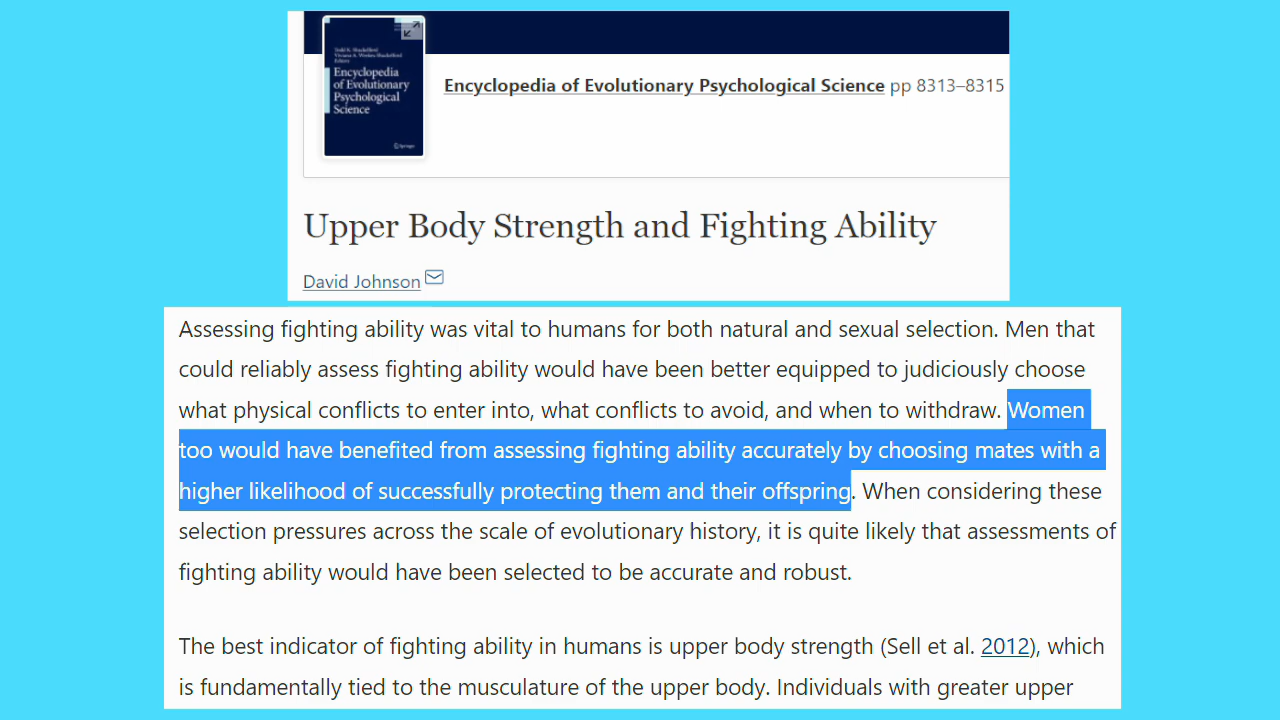 Todd K. Shackelford
Viviana A. Weekes-Shackelford
Editors
Encyclopedia
of Evolutionary
Psychological
Science
Springer
Encyclopedia of Evolutionary Psychological Science pp 8313–8315
Upper Body Strength and Fighting Ability
David Johnson
Assessing fighting ability was vital to humans for both natural and sexual selection. Men that
could reliably assess fighting ability would have been better equipped to judiciously choose
what physical conflicts to enter into, what conflicts to avoid, and when to withdraw. Women
too would have benefited from assessing fighting ability accurately by choosing mates with a
higher likelihood of successfully protecting them and their offspring. When considering these
selection pressures across the scale of evolutionary history, it is quite likely that assessments of
fighting ability would have been selected to be accurate and robust.
The best indicator of fighting ability in humans is upper body strength (Sell et al. 2012), which
is fundamentally tied to the musculature of the upper body. Individuals with greater upper